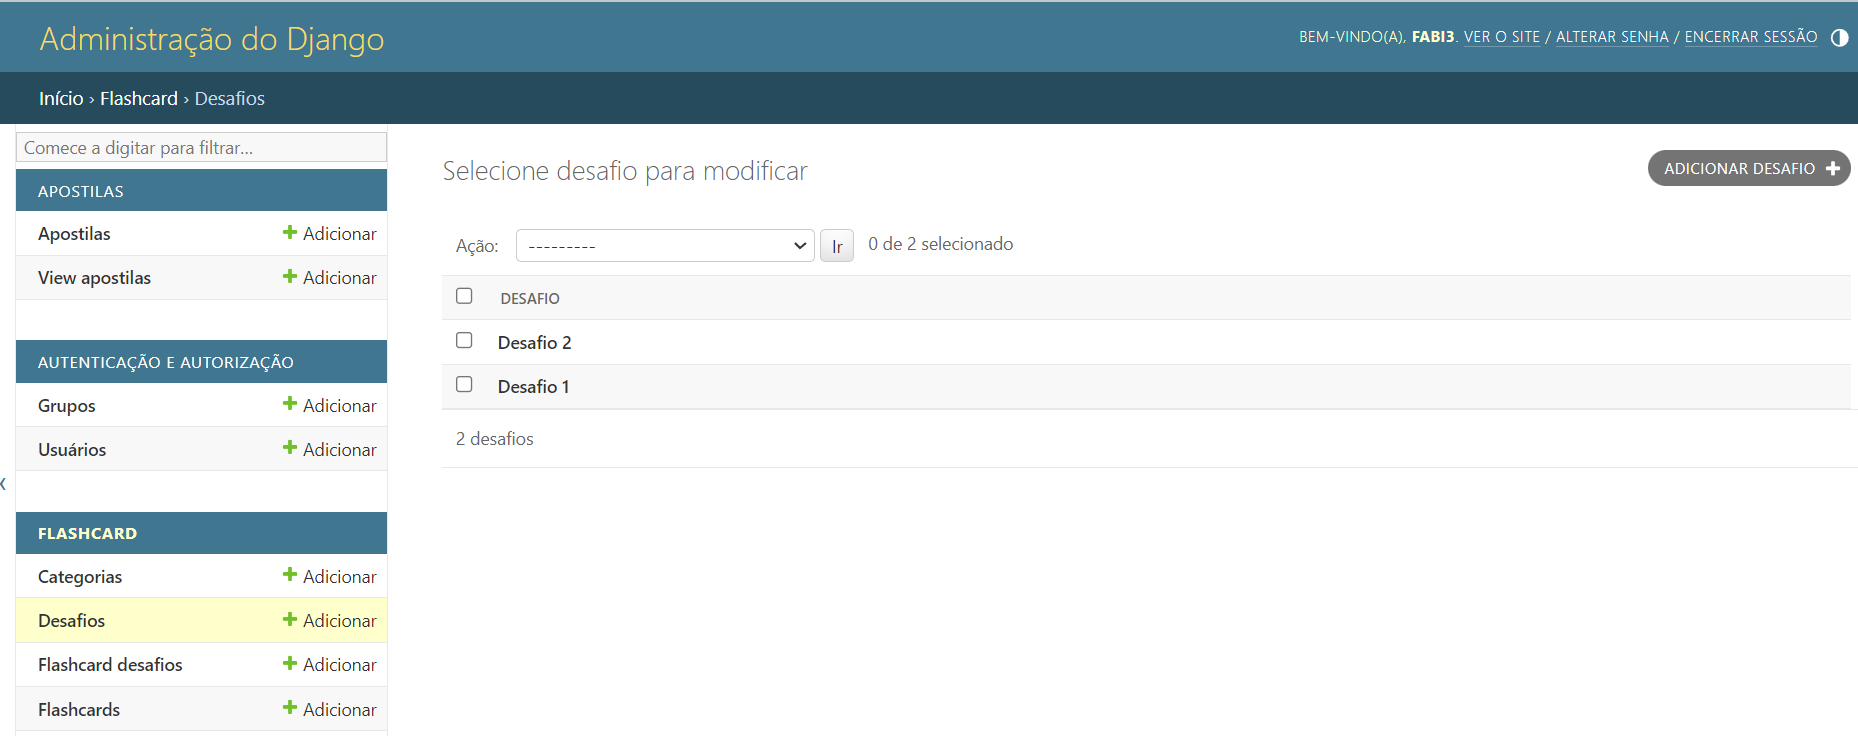 Administração do Django
BEM-VINDO(A), FABI3. VER O SITE / ALTERAR SENHA / ENCERRAR SESSÃO
Início › Flashcard › Desafios
Comece a digitar para filtrar…
APOSTILAS
Apostilas Adicionar
View apostilas Adicionar
AUTENTICAÇÃO E AUTORIZAÇÃO
Grupos Adicionar
Usuários Adicionar
FLASHCARD
Categorias Adicionar
Desafios Adicionar
Flashcard desafios Adicionar
Flashcards Adicionar
Selecione desafio para modificar
ADICIONAR DESAFIO
Ação: --------- Ir 0 de 2 selecionado
DESAFIO
Desafio 2
Desafio 1
2 desafios